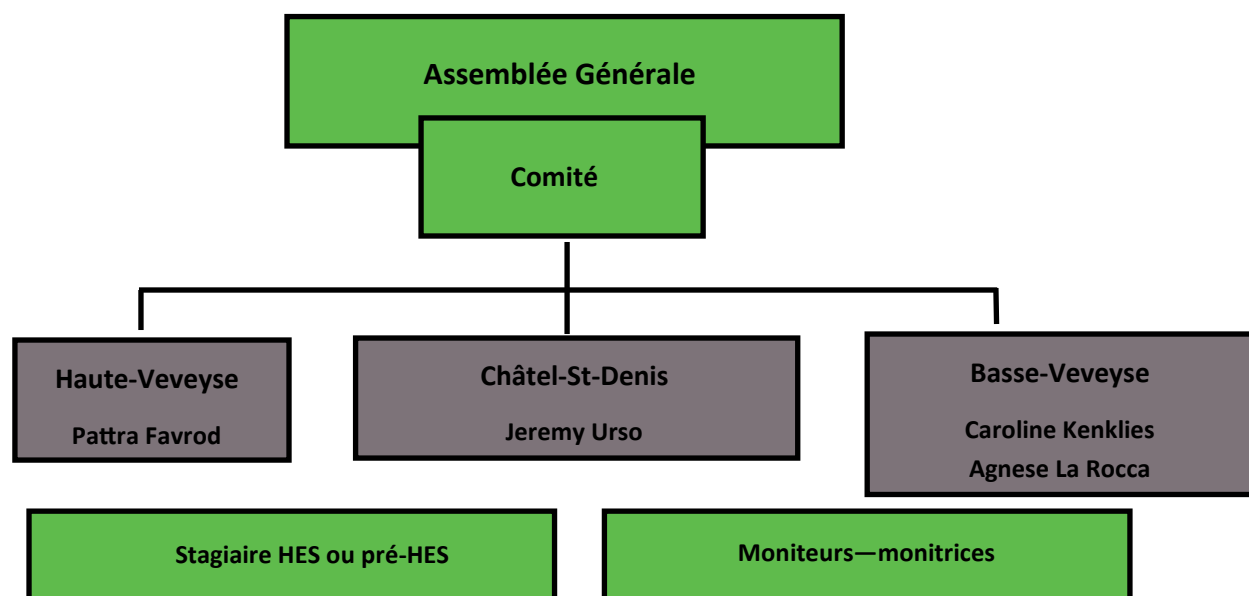 Assemblée Générale
Comité
Haute-Veveyse
Pattra Favrod
Châtel-St-Denis
Jeremy Urso
Basse-Veveyse
Caroline Kenklies
Agnese La Rocca
Stagiaire HES ou pré-HES
Moniteurs—monitrices